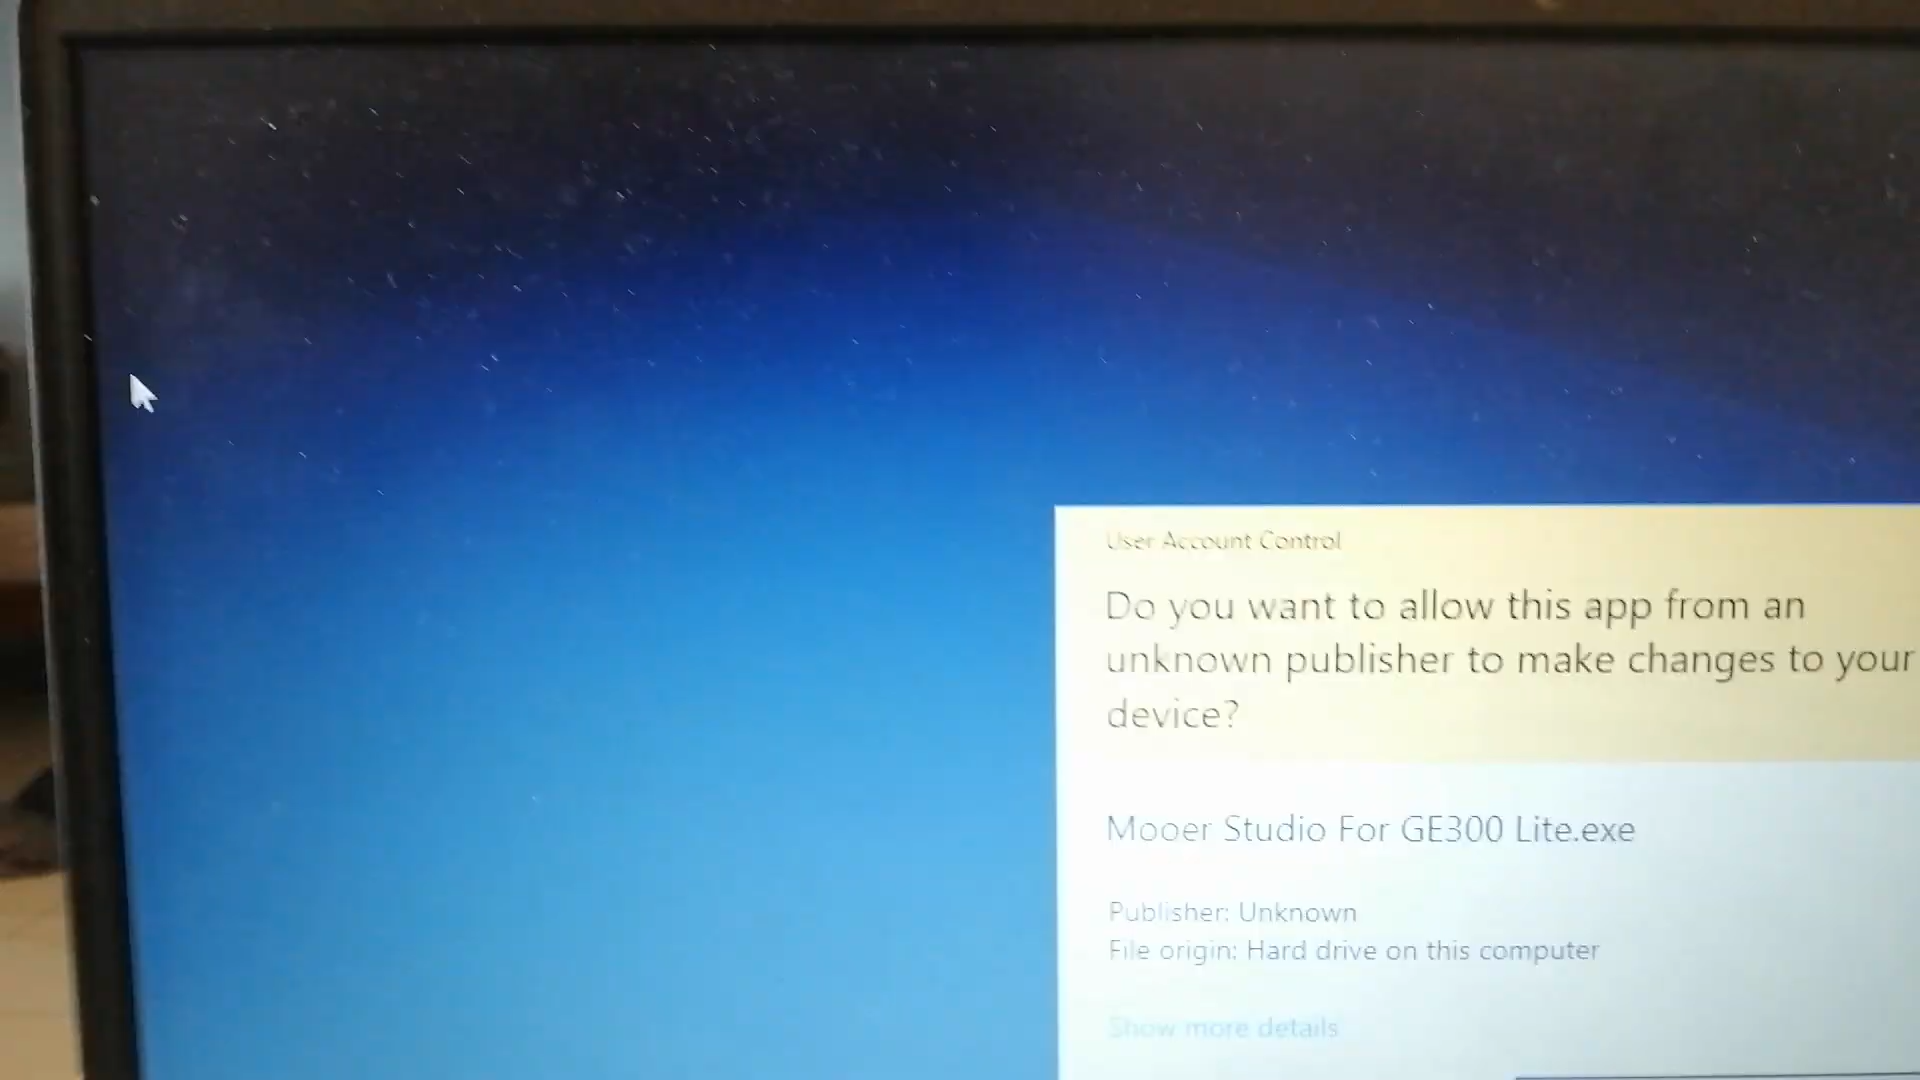 User Account Control
Do you want to allow this app from an
unknown publisher to make changes to your
device?
Mooer Studio For GE300 Lite.exe
Publisher: Unknown
File origin: Hard drive on this computer
Show more details